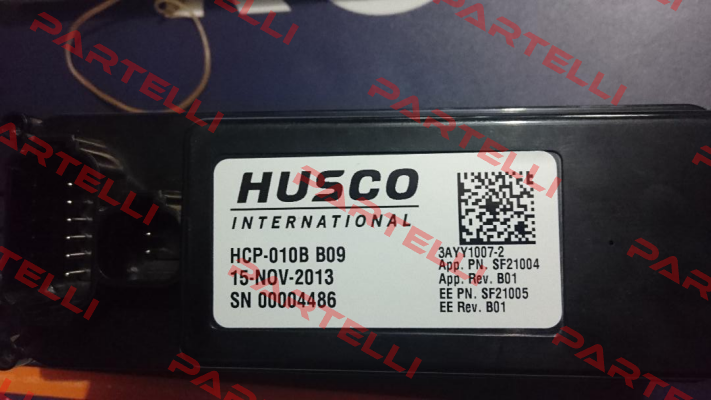 HUSCO
INTERNATIONAL
HCP-010B B09
15-NOV-2013
SN 00004486
E
3AYY1007-2
App. PN. SF21004
App. Rev. B01
EE PN. SF21005
EE Rev. B01
PARTELLI
PARTELLI
PARTELLI
PARTELLI
PARTELLI
PARTELLI
PARTELLI
PARTELLI